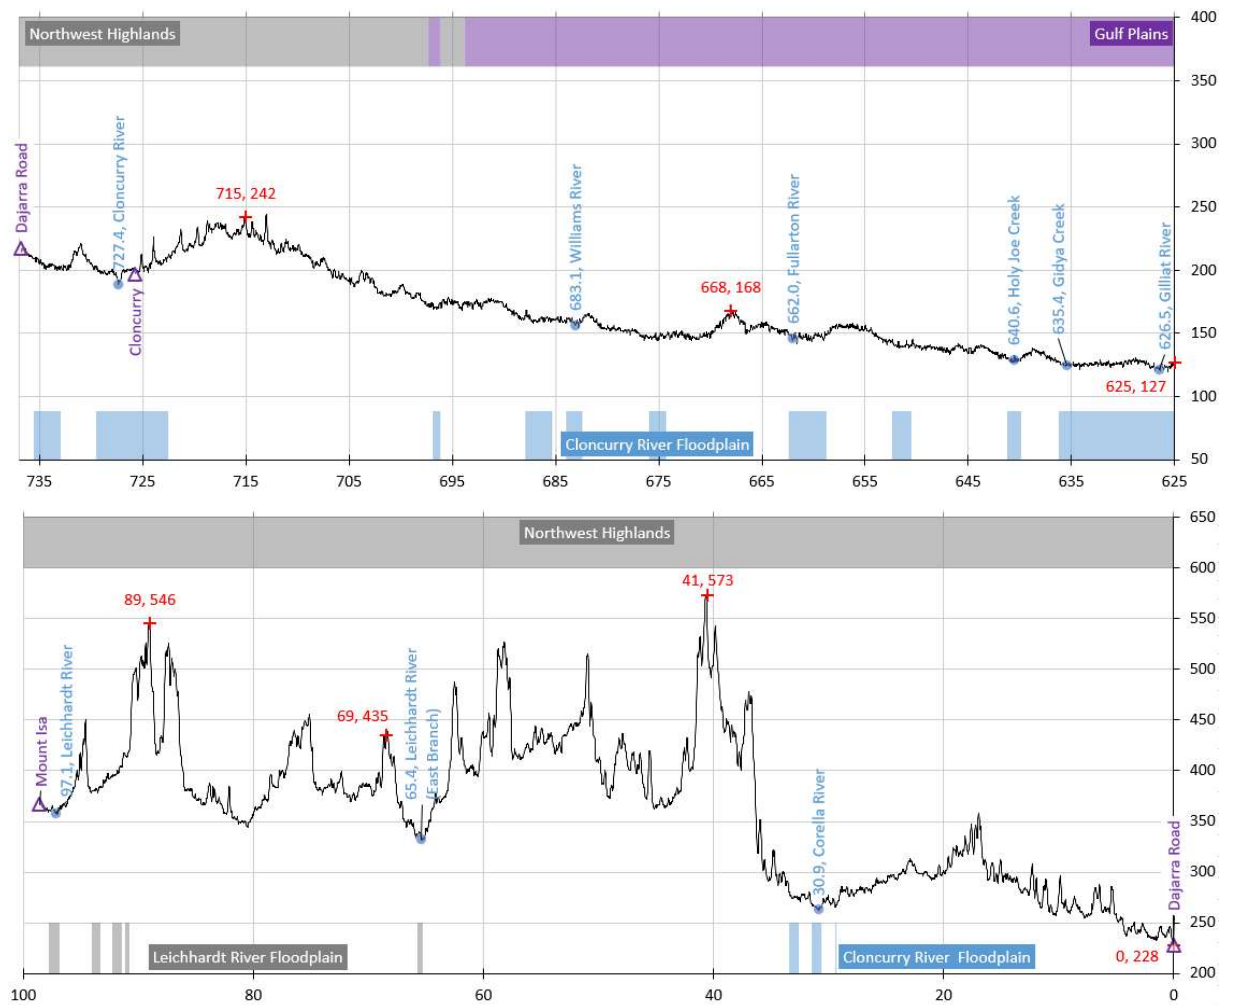 Northwest Highlands
Gulf Plains
400
350
300
250
200
150
100
50
Dajarra Road
727.4, Cloncurry River
Cloncurry
715, 242
683.1, Williams River
668, 168
662.0, Fullarton River
640.6, Holy Joe Creek
635.4, Gidya Creek
626.5, Gilliat River
625, 127
Cloncurry River Floodplain
735
725
715
705
695
685
675
665
655
645
635
625
Northwest Highlands
650
600
550
500
450
400
350
300
250
200
Mount Isa
97.1, Leichhardt River
89, 546
69, 435
65.4, Leichhardt River
(East Branch)
41, 573
30.9, Corella River
Dajarra Road
0, 228
Leichhardt River Floodplain
Cloncurry River  Floodplain
100
80
60
40
20
0